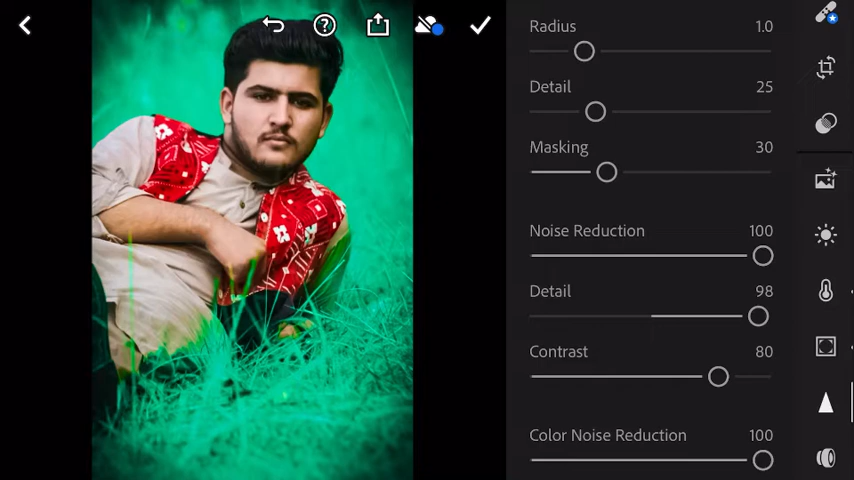 Radius 1.0
Detail 25
Masking 30
Noise Reduction 100
Detail 98
Contrast 80
Color Noise Reduction 100